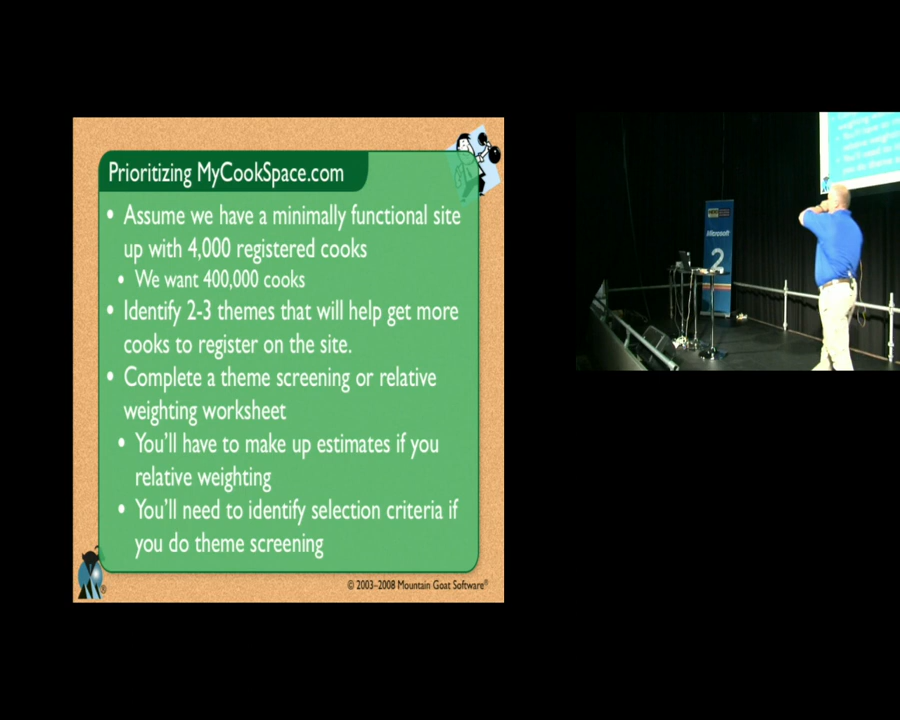 Prioritizing MyCookSpace.com
• Assume we have a minimally functional site
up with 4,000 registered cooks
• We want 400,000 cooks
• Identify 2-3 themes that will help get more
cooks to register on the site.
• Complete a theme screening or relative
weighting worksheet
• You'll have to make up estimates if you
relative weighting
• You'll need to identify selection criteria if
you do theme screening
© 2003–2008 Mountain Goat Software®
Microsoft
2